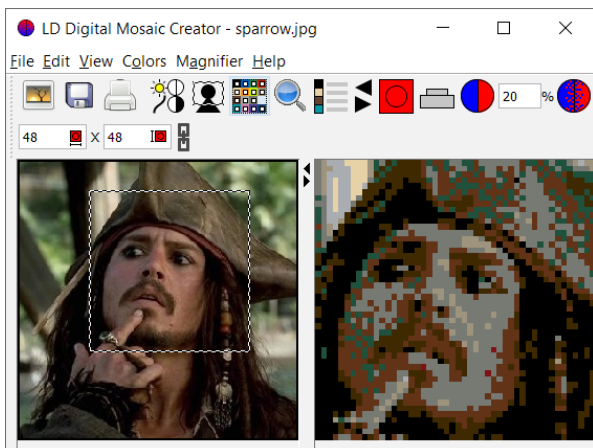 LD Digital Mosaic Creator - sparrow.jpg
File Edit View Colors Magnifier Help
20 %
48 X 48